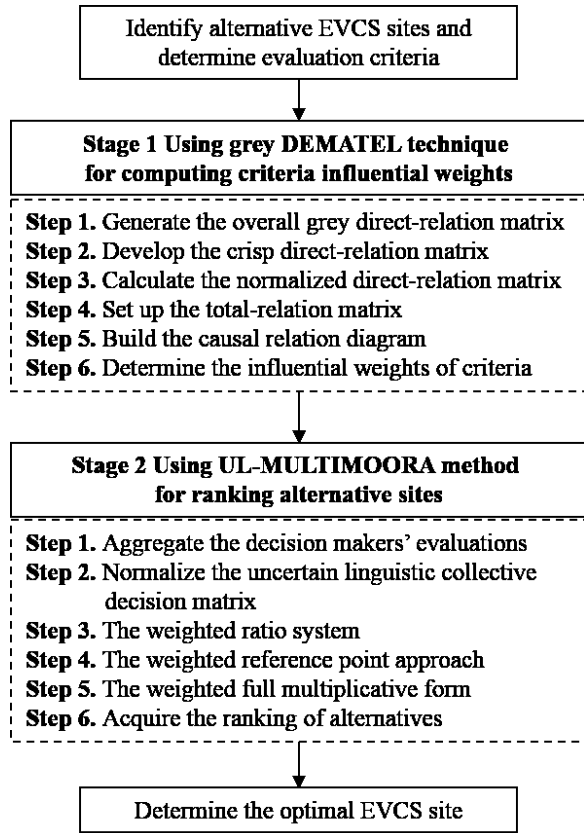 Identify alternative EVCS sites and
determine evaluation criteria
Stage 1 Using grey DEMATEL technique
for computing criteria influential weights
Step 1. Generate the overall grey direct-relation matrix
Step 2. Develop the crisp direct-relation matrix
Step 3. Calculate the normalized direct-relation matrix
Step 4. Set up the total-relation matrix
Step 5. Build the causal relation diagram
Step 6. Determine the influential weights of criteria
Stage 2 Using UL-MULTIMOORA method
for ranking alternative sites
Step 1. Aggregate the decision makers' evaluations
Step 2. Normalize the uncertain linguistic collective
decision matrix
Step 3. The weighted ratio system
Step 4. The weighted reference point approach
Step 5. The weighted full multiplicative form
Step 6. Acquire the ranking of alternatives
Determine the optimal EVCS site